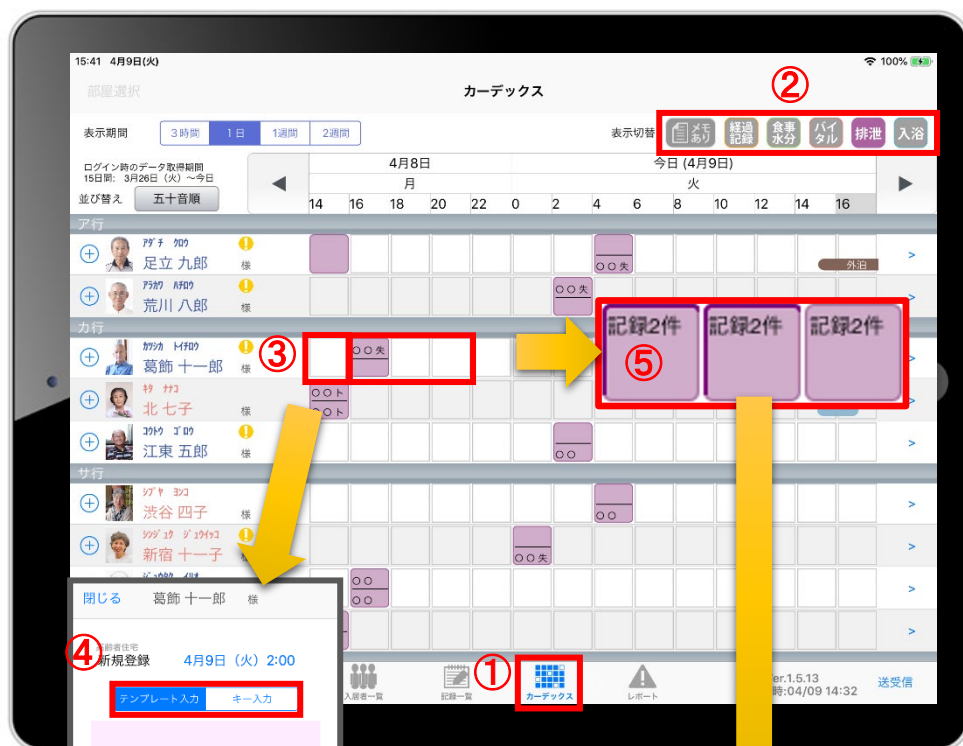 15:41 4月9日(火)
100%
部屋選択
カーデックス
②
表示期間
3時間
1日
1週間
2週間
表示切替
メモあり
経過記録
食事水分
バイタル
排泄
入浴
ログイン時のデータ取得期間
15日間: 3月26日（火）～今日
4月8日
今日 (4月9日)
月
火
並び替え
五十音順
14 16 18 20 22 0 2 4 6 8 10 12 14 16
ア行
ｱﾀﾞﾁ ｸﾛｳ
足立 九郎 様
○○失
外泊
ｱﾗｶﾜ ﾊﾁﾛｳ
荒川 八郎 様
○○失
カ行
記録2件
記録2件
記録2件
③
⑤
葛飾 十一郎 様
○○失
ｷﾀ ﾅﾅｺ
北 七子 様
○○ト
○○ト
ｺｳﾄｳ ｺﾞﾛｳ
江東 五郎 様
○○
サ行
ｼﾌﾞﾔ ﾖﾝｺ
渋谷 四子 様
○○
ｼﾝｼﾞｭｸ ｼﾞｭｳｲﾁｺ
新宿 十一子
○○失
○○
○○
閉じる
葛飾 十一郎 様
④
高齢者住宅
新規登録
4月9日（火）2:00
テンプレート入力
キー入力
入居者一覧
記録一覧
①
カーデックス
レポート
er.1.5.13
時:04/09 14:32
送受信